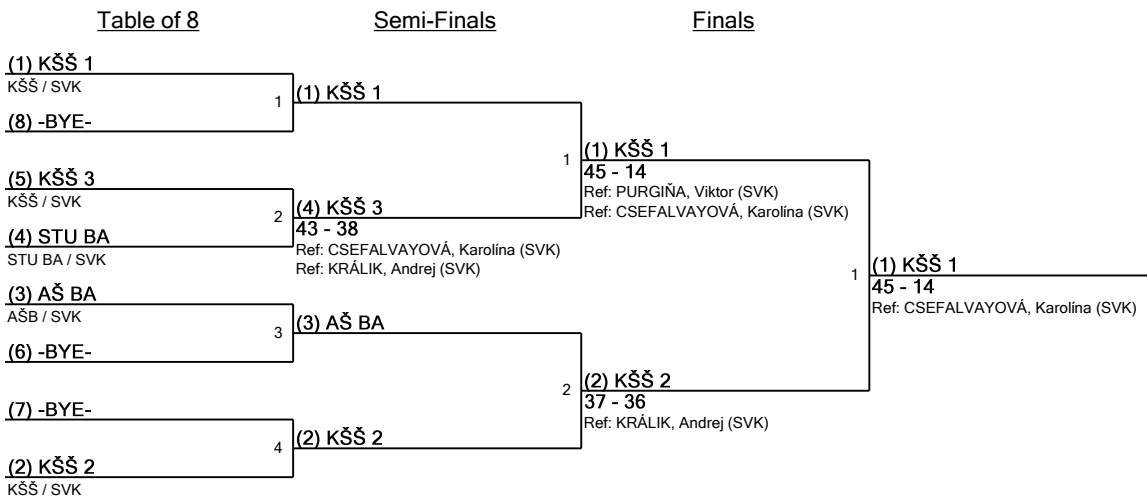 Table of 8
Semi-Finals
Finals
(1) KŠŠ 1
KŠŠ / SVK
1
(8) -BYE-
(5) KŠŠ 3
KŠŠ / SVK
2
(4) STU BA
STU BA / SVK
(3) AŠ BA
AŠB / SVK
3
(6) -BYE-
(7) -BYE-
4
(2) KŠŠ 2
KŠŠ / SVK
(1) KŠŠ 1
1
(4) KŠŠ 3
43 - 38
Ref: CSEFALVAYOVÁ, Karolína (SVK)
Ref: KRÁLIK, Andrej (SVK)
(3) AŠ BA
2
(2) KŠŠ 2
(1) KŠŠ 1
45 - 14
Ref: PURGIŇA, Viktor (SVK)
Ref: CSEFALVAYOVÁ, Karolína (SVK)
1
(2) KŠŠ 2
37 - 36
Ref: KRÁLIK, Andrej (SVK)
(1) KŠŠ 1
45 - 14
Ref: CSEFALVAYOVÁ, Karolína (SVK)